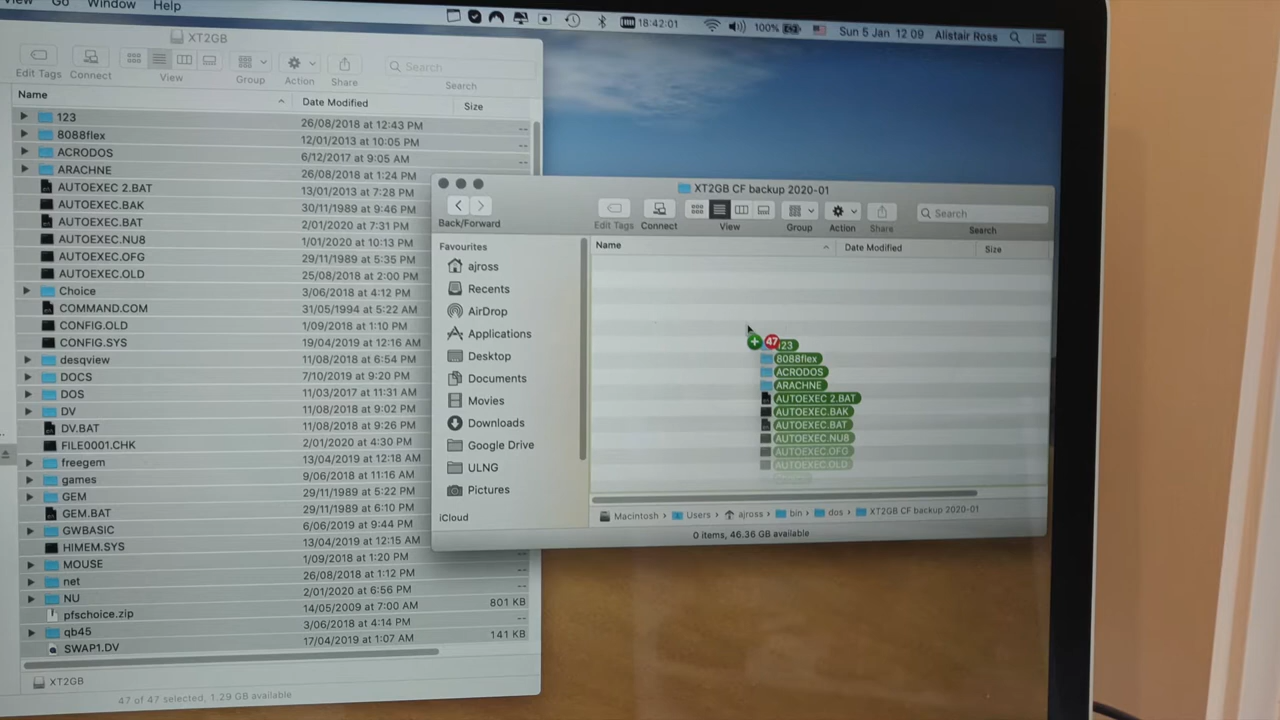 View Go Window Help
18:42:01 100% Sun 5 Jan 12 09 Alistair Ross
XT2GB
Edit Tags Connect View Group Action Share Search
Search
Name Date Modified Size
123 26/08/2018 at 12:43 PM --
8088flex 12/01/2013 at 10:05 PM --
ACRODOS 6/12/2017 at 9:05 AM --
ARACHNE 26/08/2018 at 1:24 PM --
AUTOEXEC 2.BAT 13/01/2013 at 7:28 PM
AUTOEXEC.BAK 30/11/1989 at 9:46 PM
AUTOEXEC.BAT 2/01/2020 at 7:31 PM
AUTOEXEC.NU8 1/01/2020 at 10:13 PM
AUTOEXEC.OFG 29/11/1989 at 5:35 PM
AUTOEXEC.OLD 25/08/2018 at 2:00 PM
Choice 3/06/2018 at 4:12 PM
COMMAND.COM 31/05/1994 at 5:22 AM
CONFIG.OLD 1/09/2018 at 1:10 PM
CONFIG.SYS 19/04/2019 at 12:16 AM
desqview 11/08/2018 at 6:54 PM
DOCS 7/10/2019 at 9:20 PM
DOS 11/03/2017 at 11:31 AM
DV 11/08/2018 at 9:02 PM
DV.BAT 11/08/2018 at 9:26 PM
FILE0001.CHK 2/01/2020 at 4:30 PM
freegem 13/04/2019 at 12:18 AM
games 9/06/2018 at 11:16 AM
GEM 29/11/1989 at 5:22 PM
GEM.BAT 29/11/1989 at 6:10 PM
GWBASIC 6/06/2019 at 9:44 PM
HIMEM.SYS 13/04/2019 at 12:15 AM
MOUSE 1/09/2018 at 1:20 PM --
net 26/08/2018 at 1:12 PM --
NU 2/01/2020 at 6:56 PM --
pfschoice.zip 14/05/2009 at 7:00 AM 801 KB
qb45 3/06/2018 at 4:14 PM --
SWAP1.DV 17/04/2019 at 1:07 AM 141 KB
XT2GB
47 of 47 selected, 1.29 GB available
XT2GB CF backup 2020-01
Back/Forward Edit Tags Connect View Group Action Share Search
Search
Favourites
ajross
Recents
AirDrop
Applications
Desktop
Documents
Movies
Downloads
Google Drive
ULNG
Pictures
iCloud
Name Date Modified Size
47 123
8088flex
ACRODOS
ARACHNE
AUTOEXEC 2.BAT
AUTOEXEC.BAK
AUTOEXEC.BAT
AUTOEXEC.NU8
AUTOEXEC.OFG
AUTOEXEC.OLD
Macintosh › Users › ajross › bin › dos › XT2GB CF backup 2020-01
0 items, 46.36 GB available